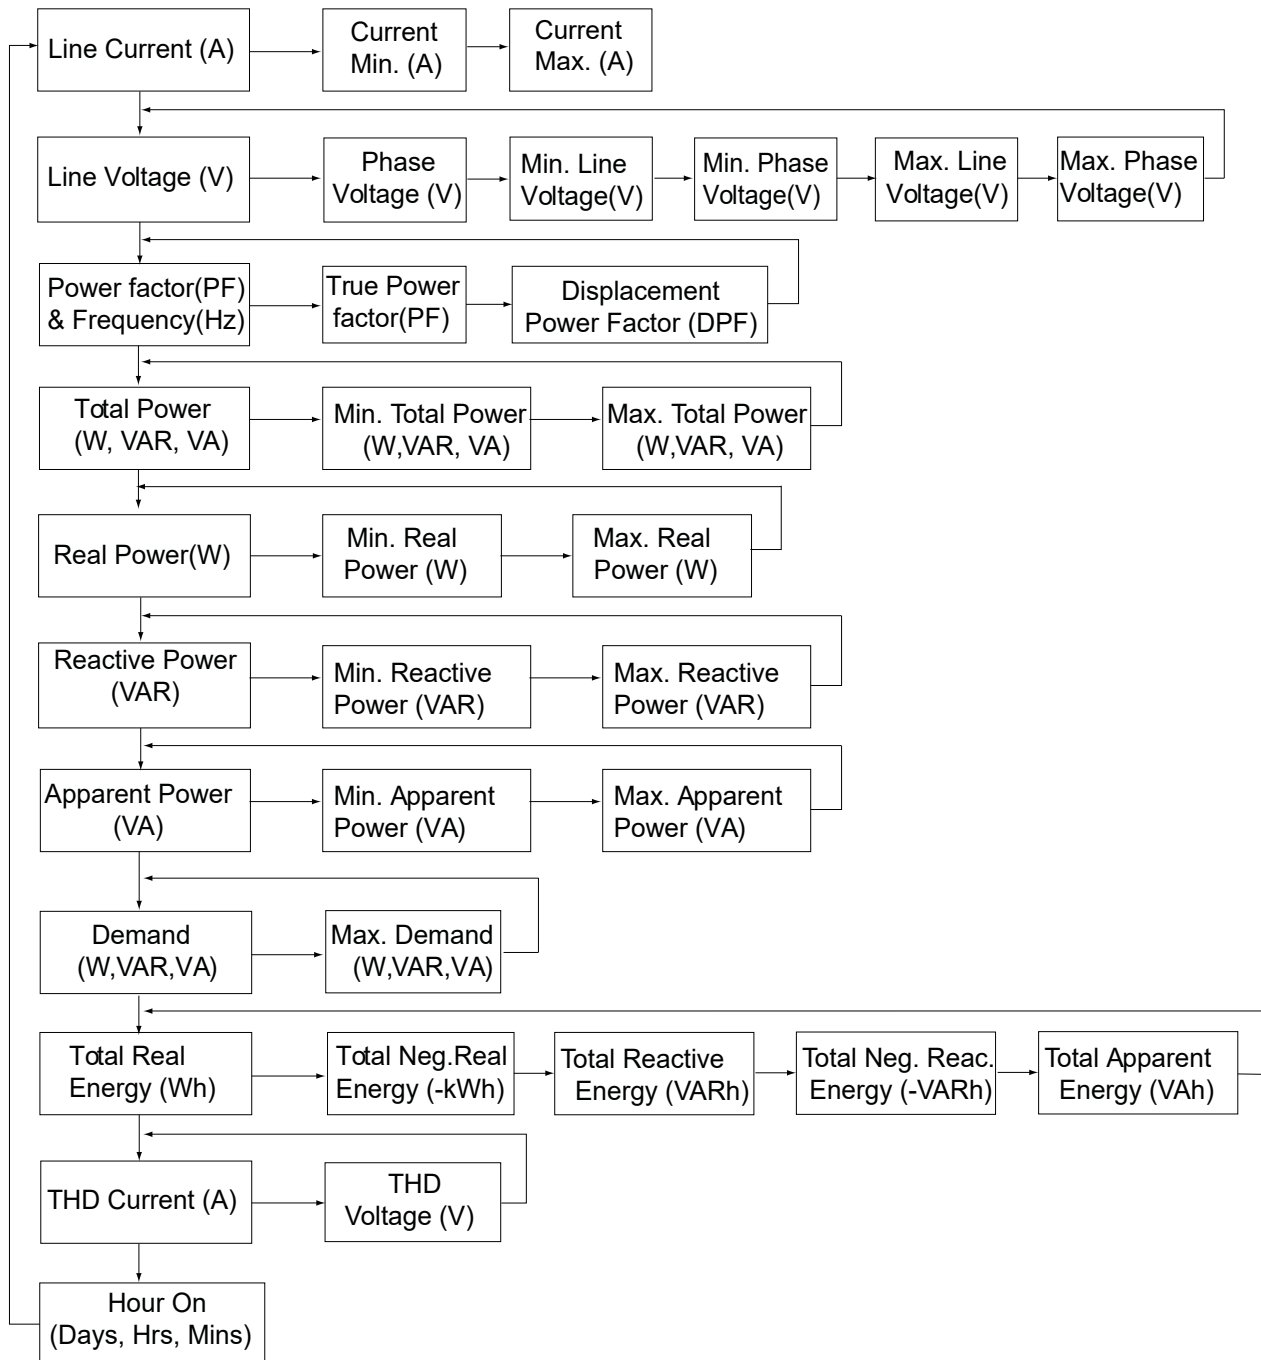 Line Current (A)
Current
Min. (A)
Current
Max. (A)
Line Voltage (V)
Phase
Voltage (V)
Min. Line
Voltage(V)
Min. Phase
Voltage(V)
Max. Line
Voltage(V)
Max. Phase
Voltage(V)
Power factor(PF)
& Frequency(Hz)
True Power
factor(PF)
Displacement
Power Factor (DPF)
Total Power
(W, VAR, VA)
Min. Total Power
(W,VAR, VA)
Max. Total Power
(W,VAR, VA)
Real Power(W)
Min. Real
Power (W)
Max. Real
Power (W)
Reactive Power
(VAR)
Min. Reactive
Power (VAR)
Max. Reactive
Power (VAR)
Apparent Power
(VA)
Min. Apparent
Power (VA)
Max. Apparent
Power (VA)
Demand
(W,VAR,VA)
Max. Demand
(W,VAR,VA)
Total Real
Energy (Wh)
Total Neg.Real
Energy (-kWh)
Total Reactive
Energy (VARh)
Total Neg. Reac.
Energy (-VARh)
Total Apparent
Energy (VAh)
THD Current (A)
THD
Voltage (V)
Hour On
(Days, Hrs, Mins)